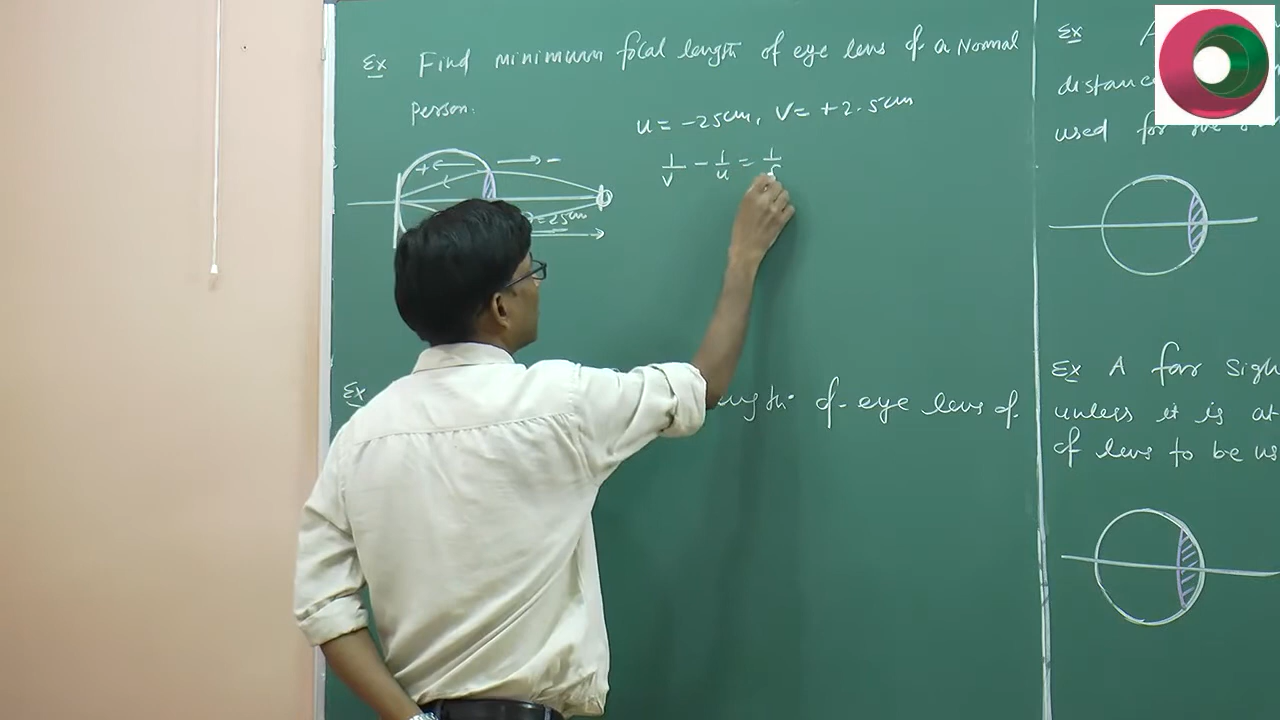 Ex Find minimum focal length of eye lens of a Normal
person.
u = -25cm, v = +2.5cm
1/v - 1/u = 1/f
+ ← → -
D = 25cm
Ex
ength of eye lens of
Ex A
distance
used for
Ex A far sigh
unless it is at
of lens to be us